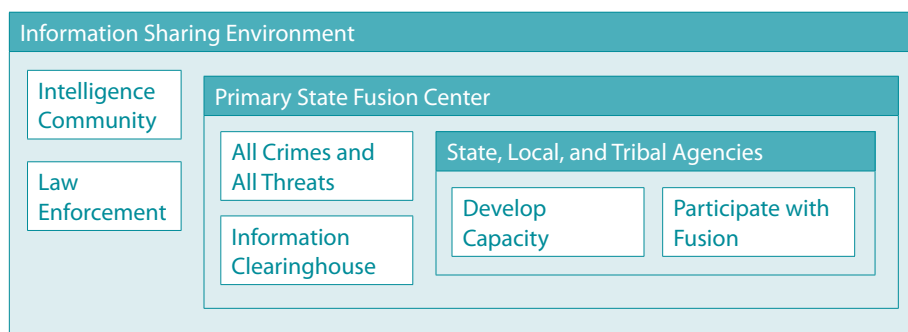 Information Sharing Environment
Intelligence
Community
Law
Enforcement
Primary State Fusion Center
All Crimes and
All Threats
Information
Clearinghouse
State, Local, and Tribal Agencies
Develop
Capacity
Participate with
Fusion